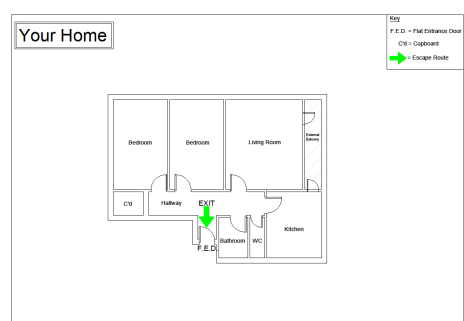 Your Home
Key
F.E.D. = Flat Entrance Door
C'd = Cupboard
= Escape Route
Bedroom
Bedroom
Living Room
External
Balcony
C'd
Hallway
EXIT
Kitchen
F.E.D.
Bathroom
WC